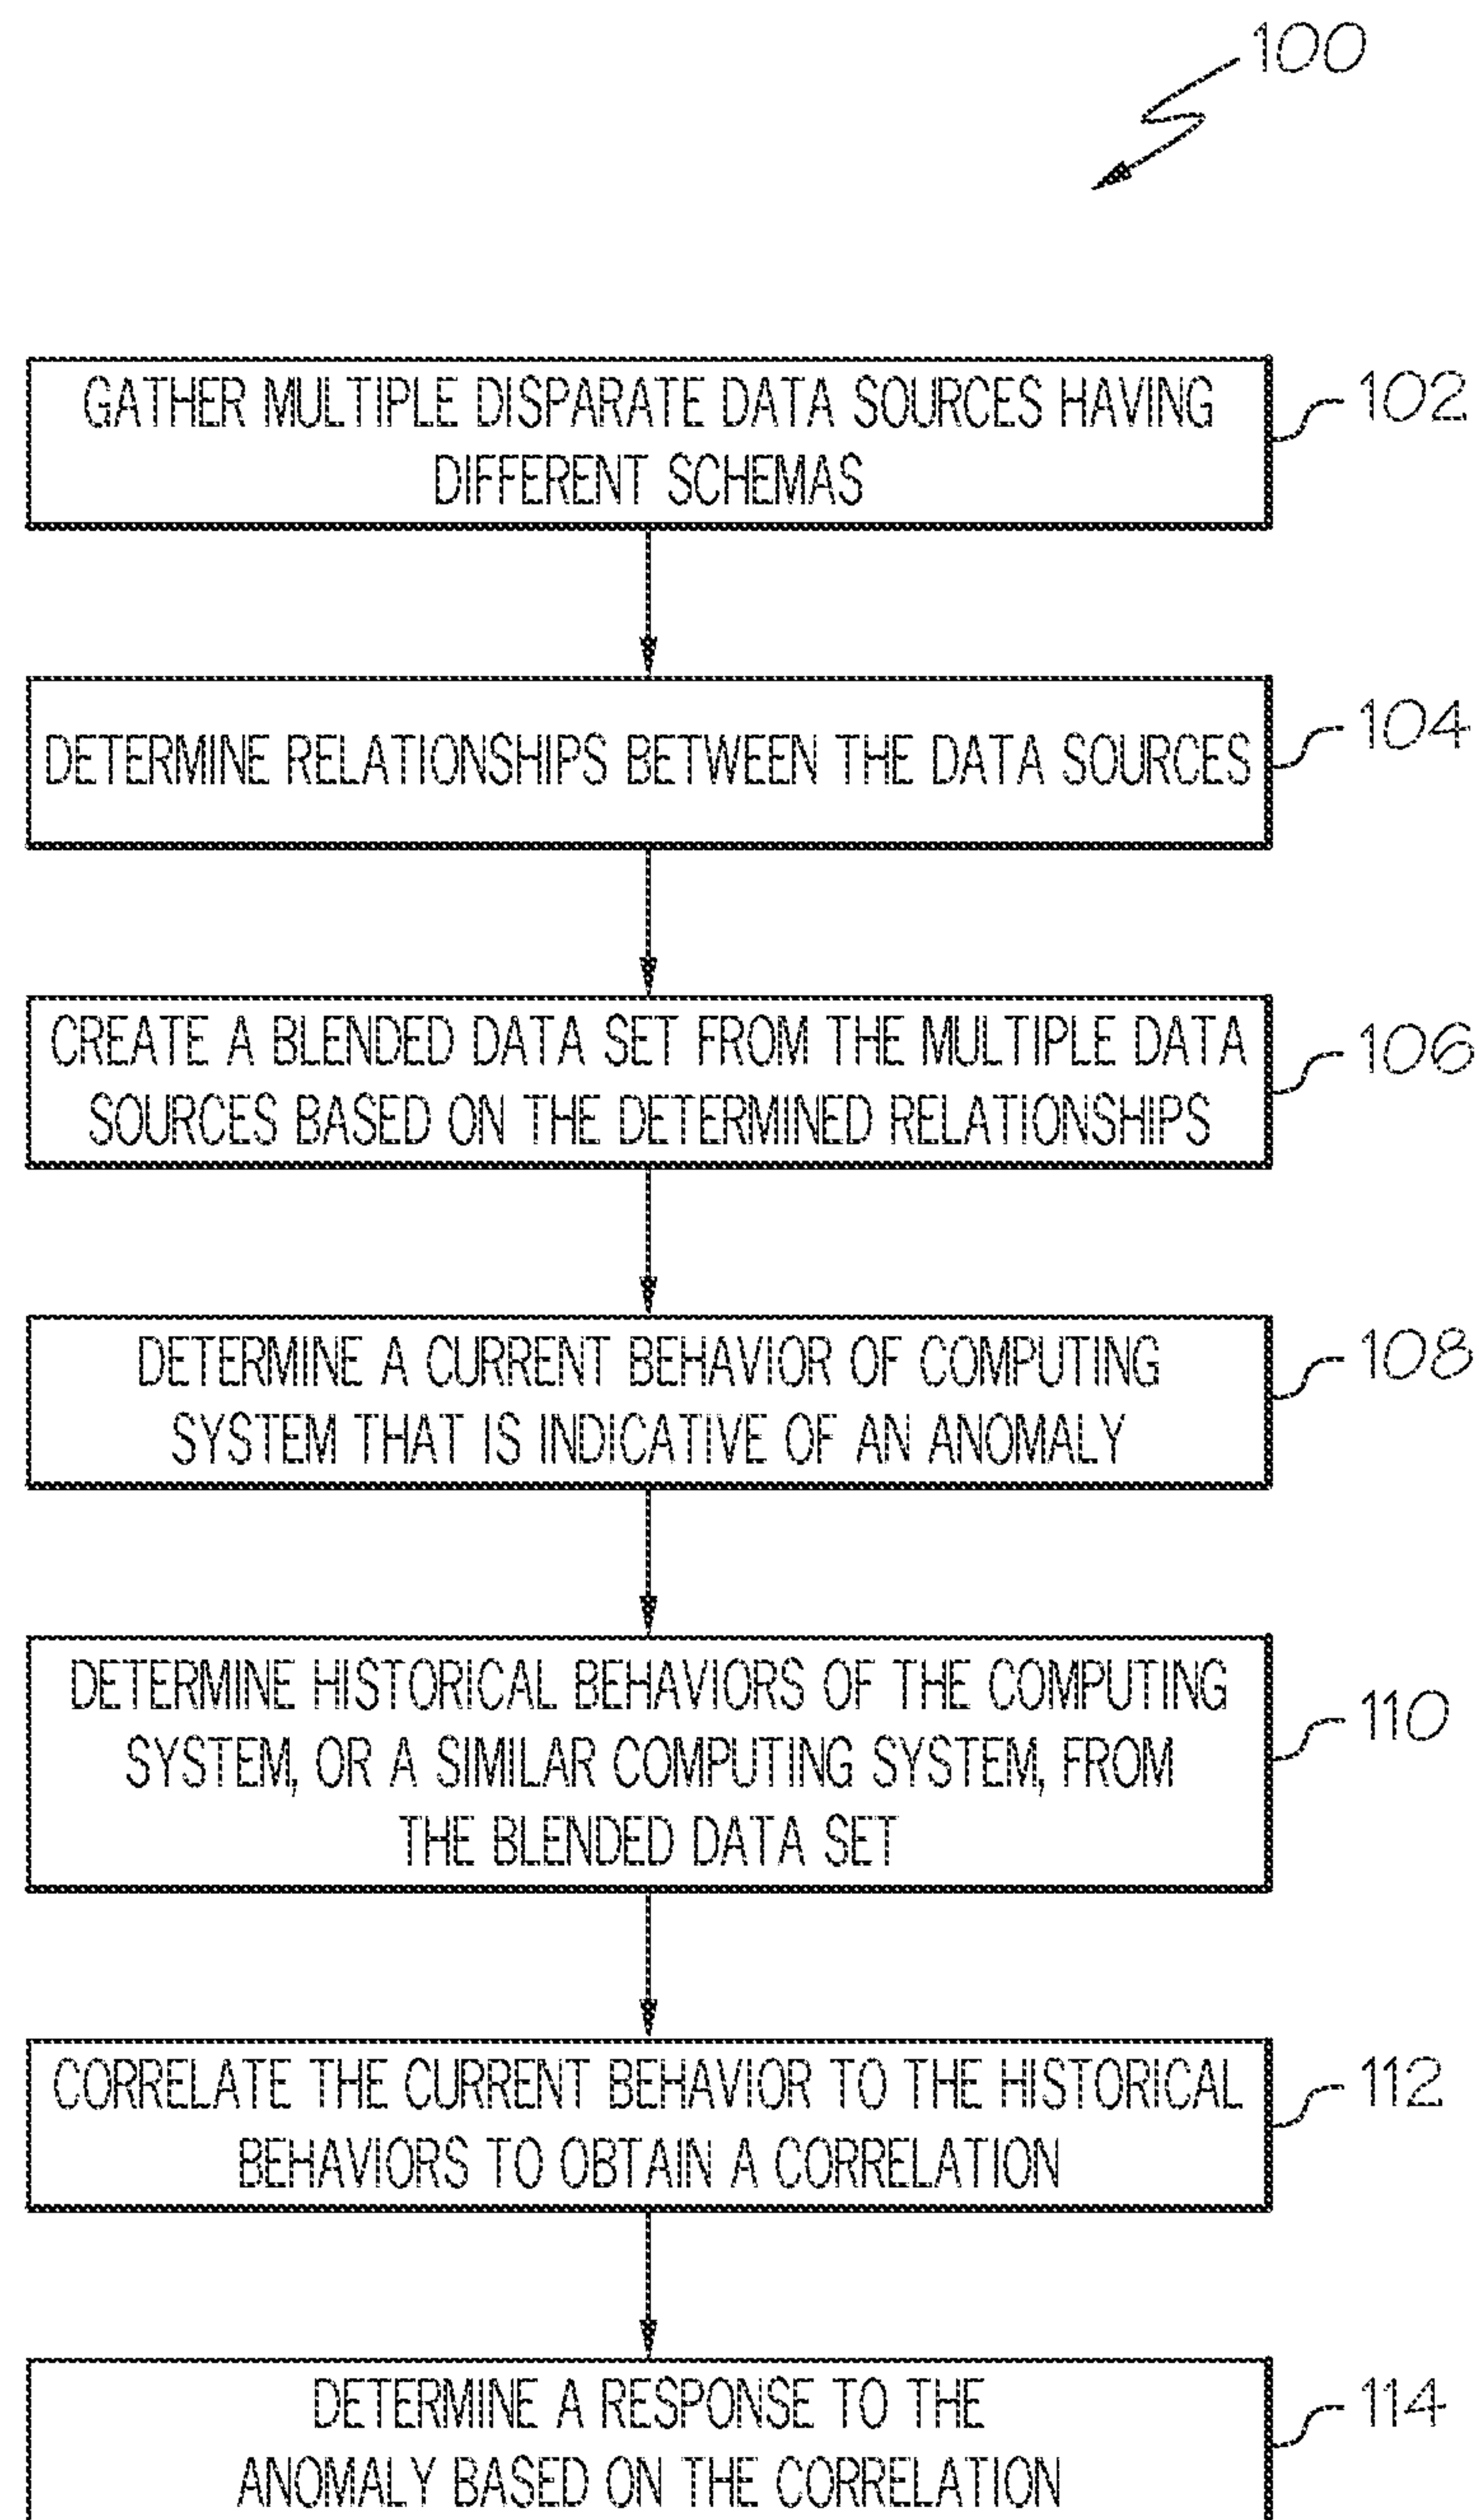 100
GATHER MULTIPLE DISPARATE DATA SOURCES HAVING
DIFFERENT SCHEMAS
102
DETERMINE RELATIONSHIPS BETWEEN THE DATA SOURCES
104
CREATE A BLENDED DATA SET FROM THE MULTIPLE DATA
SOURCES BASED ON THE DETERMINED RELATIONSHIPS
106
DETERMINE A CURRENT BEHAVIOR OF COMPUTING
SYSTEM THAT IS INDICATIVE OF AN ANOMALY
108
DETERMINE HISTORICAL BEHAVIORS OF THE COMPUTING
SYSTEM, OR A SIMILAR COMPUTING SYSTEM, FROM
THE BLENDED DATA SET
110
CORRELATE THE CURRENT BEHAVIOR TO THE HISTORICAL
BEHAVIORS TO OBTAIN A CORRELATION
112
DETERMINE A RESPONSE TO THE
ANOMALY BASED ON THE CORRELATION
114